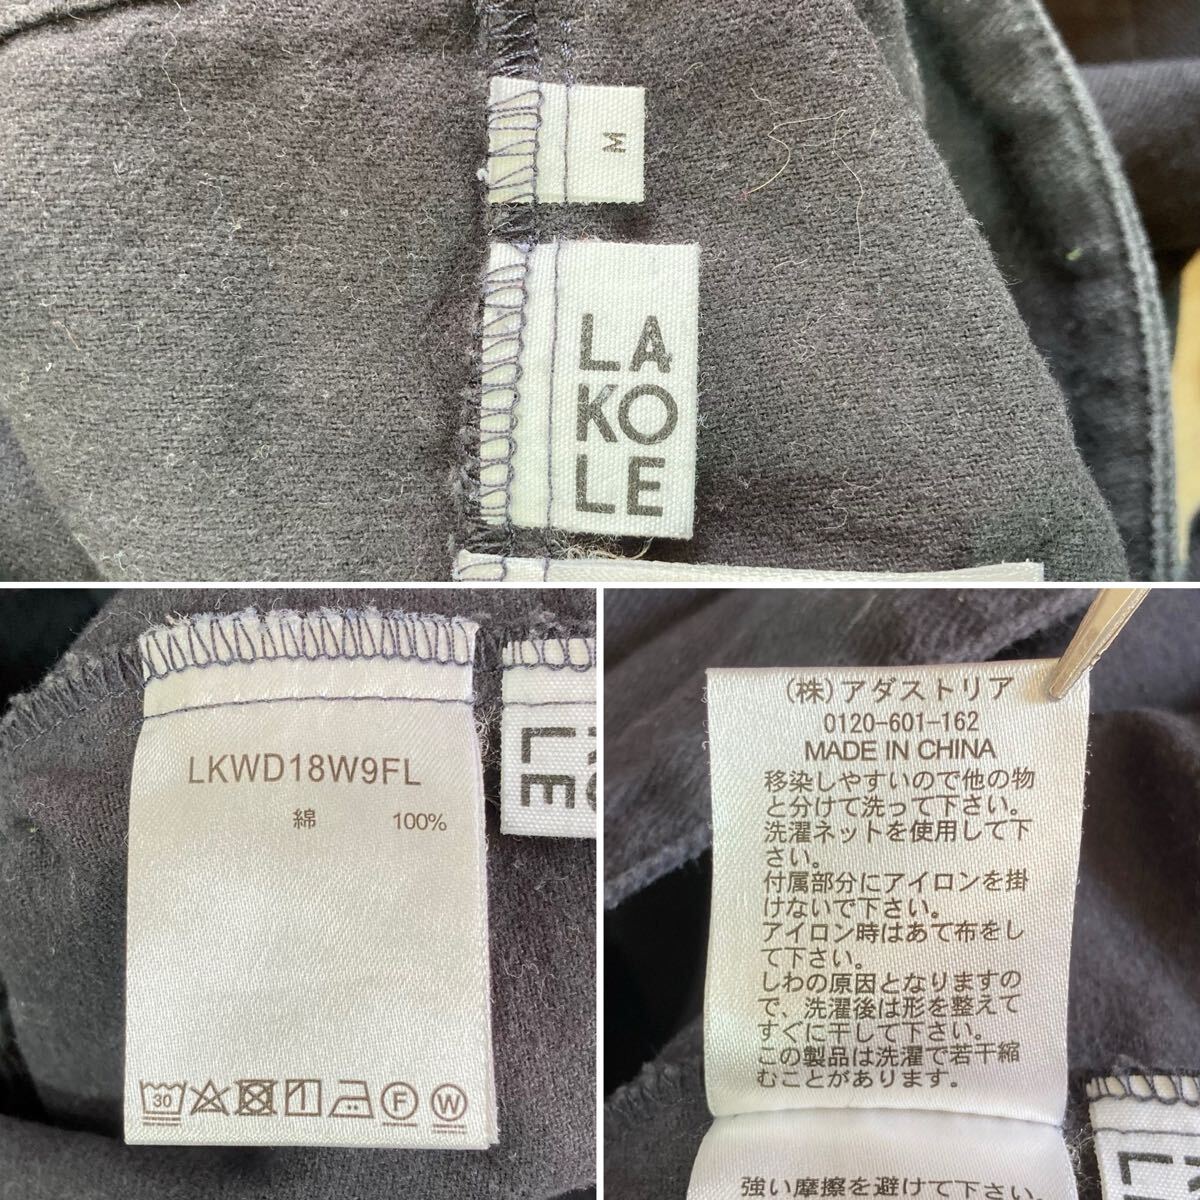 M
LA
KO
LE
LKWD18W9FL
綿 100%
30
F
W
LE
(株)アダストリア
0120-601-162
MADE IN CHINA
移染しやすいので他の物
と分けて洗って下さい。
洗濯ネットを使用して下
さい。
付属部分にアイロンを掛
けないで下さい。
アイロン時はあて布をし
て下さい。
しわの原因となりますの
で、洗濯後は形を整えて
すぐに干して下さい。
この製品は洗濯で若干縮
むことがあります。
強い摩擦を避けて下さい
L